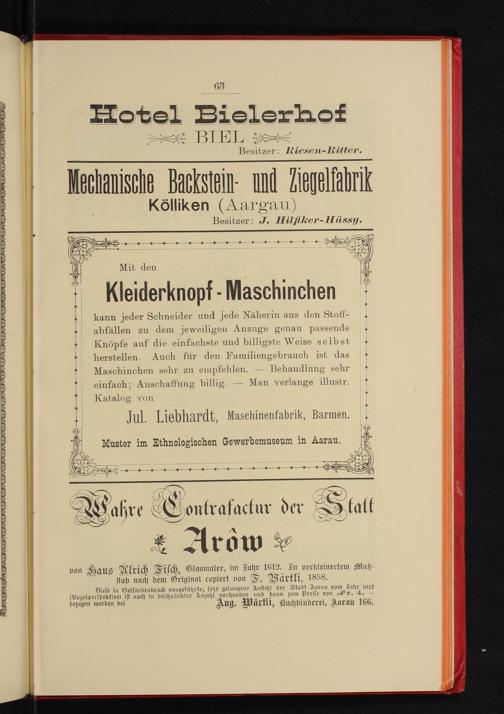 63
Hotel Bielerhof
BIEL
Besitzer: Riesen-Ritter.
Mechanische Backstein- und Ziegelfabrik
Kölliken (Aargau)
Besitzer: J. Hilfiker-Hüssy.
Mit den
Kleiderknopf-Maschinchen
kann jeder Schneider und jede Näherin aus den Stoff-
abfällen zu dem jeweiligen Anzuge genau passende
Knöpfe auf die einfachste und billigste Weise selbst
herstellen. Auch für den Familiengebrauch ist das
Maschinchen sehr zu empfehlen. — Behandlung sehr
einfach; Anschaffung billig. — Man verlange illustr.
Katalog von
Jul. Liebhardt, Maschinenfabrik, Barmen.
Muster im Ethnologischen Gewerbemuseum in Aarau.
Wahre Contrafactur der Statt
Arôw
von Hans Ulrich Fisch, Glasmaler, im Jahr 1612. In verkleinertem Maß-
stab nach dem Original copiert von F. Wärtli, 1858.
Diese in Oelfarbendruck ausgeführte, sehr gelungene Ansicht der Stadt Aarau vom Jahr 1612
(Vogelperspektive) ist noch in beschränkter Anzahl vorhanden und kann zum Preise von Fr. 4. —
bezogen werden bei Aug. Wärtli, Buchbinderei, Aarau 166.